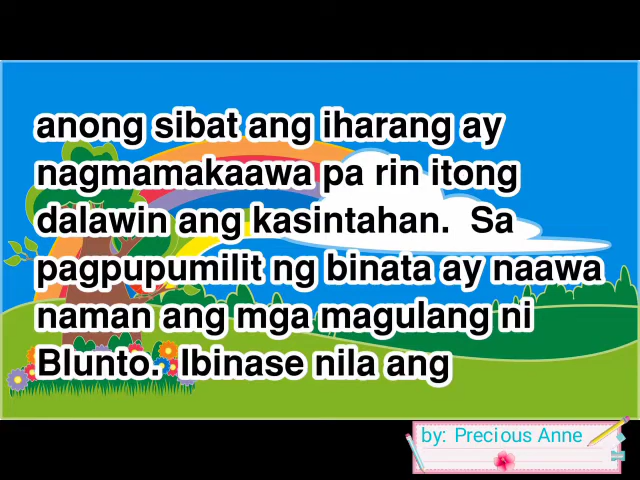 anong sibat ang iharang ay
nagmamakaawa pa rin itong
dalawin ang kasintahan.  Sa
pagpupumilit ng binata ay naawa
naman ang mga magulang ni
Blunto.  Ibinase nila ang
by: Precious Anne